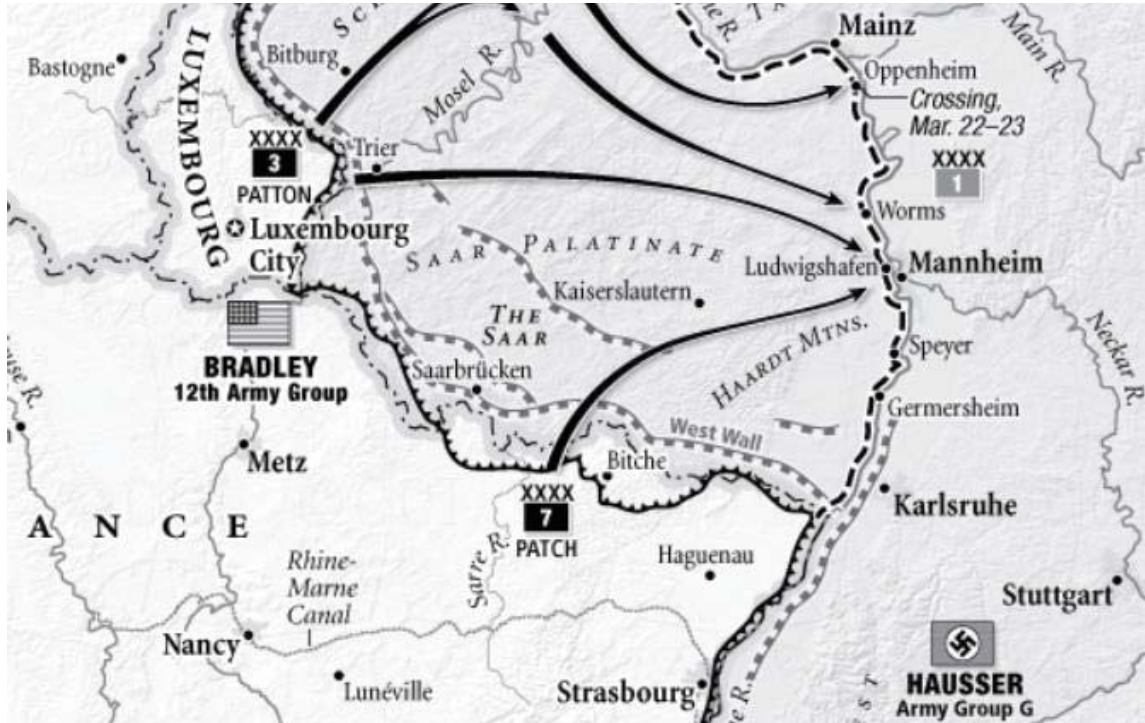 Mainz
Main R.
Bastogne
Bitburg
Mosel R.
Oppenheim
Crossing,
Mar. 22–23
LUXEMBOURG
XXXX
3
PATTON
Trier
XXXX
1
Worms
Luxembourg
City
SAAR PALATINATE
Ludwigshafen
Mannheim
Kaiserslautern
THE
SAAR
HAARDT MTNS.
Neckar R.
BRADLEY
12th Army Group
Saarbrücken
Speyer
Germersheim
West Wall
Metz
Bitche
XXXX
7
PATCH
Karlsruhe
ANCE
Rhine-
Marne
Canal
Sarre R.
Haguenau
Stuttgart
Nancy
Lunéville
Strasbourg
HAUSSER
Army Group G